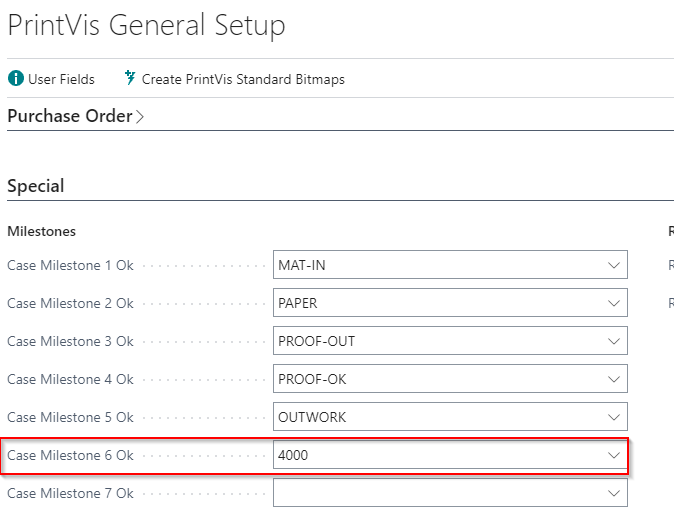 PrintVis General Setup
User Fields Create PrintVis Standard Bitmaps
Purchase Order
Special
Milestones R
Case Milestone 1 Ok MAT-IN R
Case Milestone 2 Ok PAPER R
Case Milestone 3 Ok PROOF-OUT
Case Milestone 4 Ok PROOF-OK
Case Milestone 5 Ok OUTWORK
Case Milestone 6 Ok 4000
Case Milestone 7 Ok